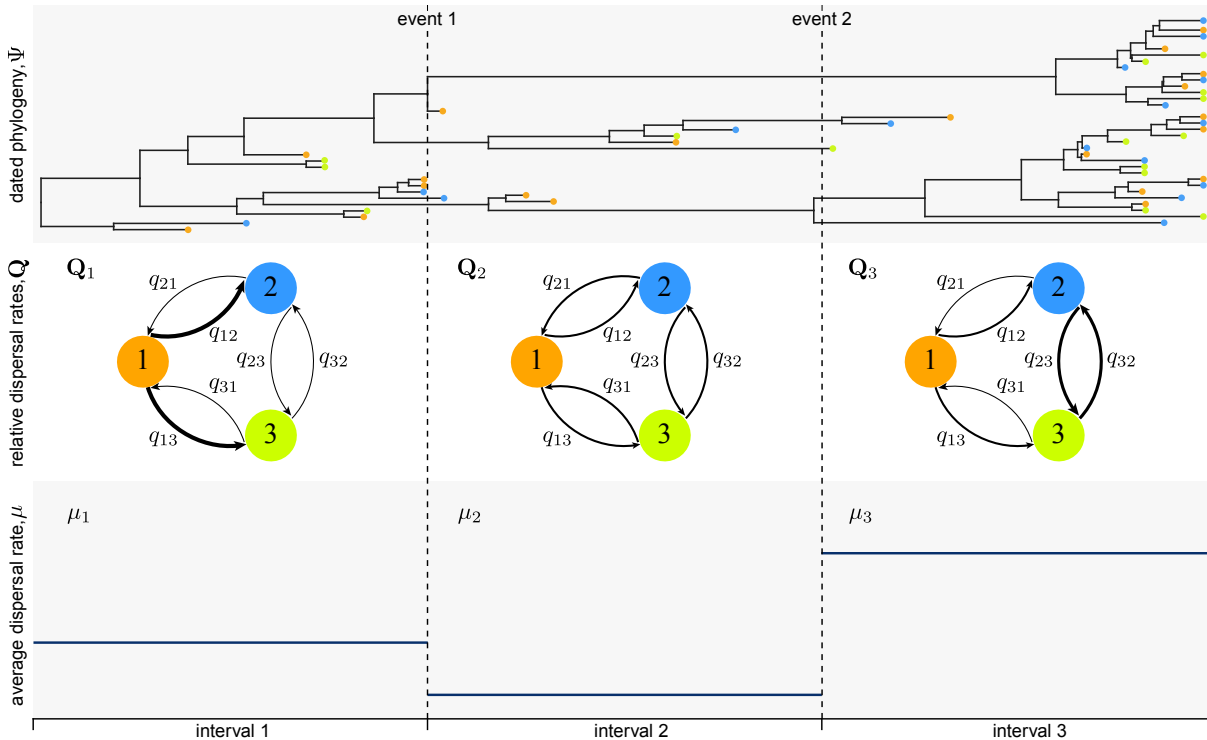 event 1
event 2
dated phylogeny, Ψ
relative dispersal rates, Q
Q1
q21
q12
q23
q32
q31
q13
1
2
3
Q2
q21
q12
q23
q32
q31
q13
1
2
3
Q3
q21
q12
q23
q32
q31
q13
1
2
3
average dispersal rate, μ
μ1
μ2
μ3
interval 1
interval 2
interval 3